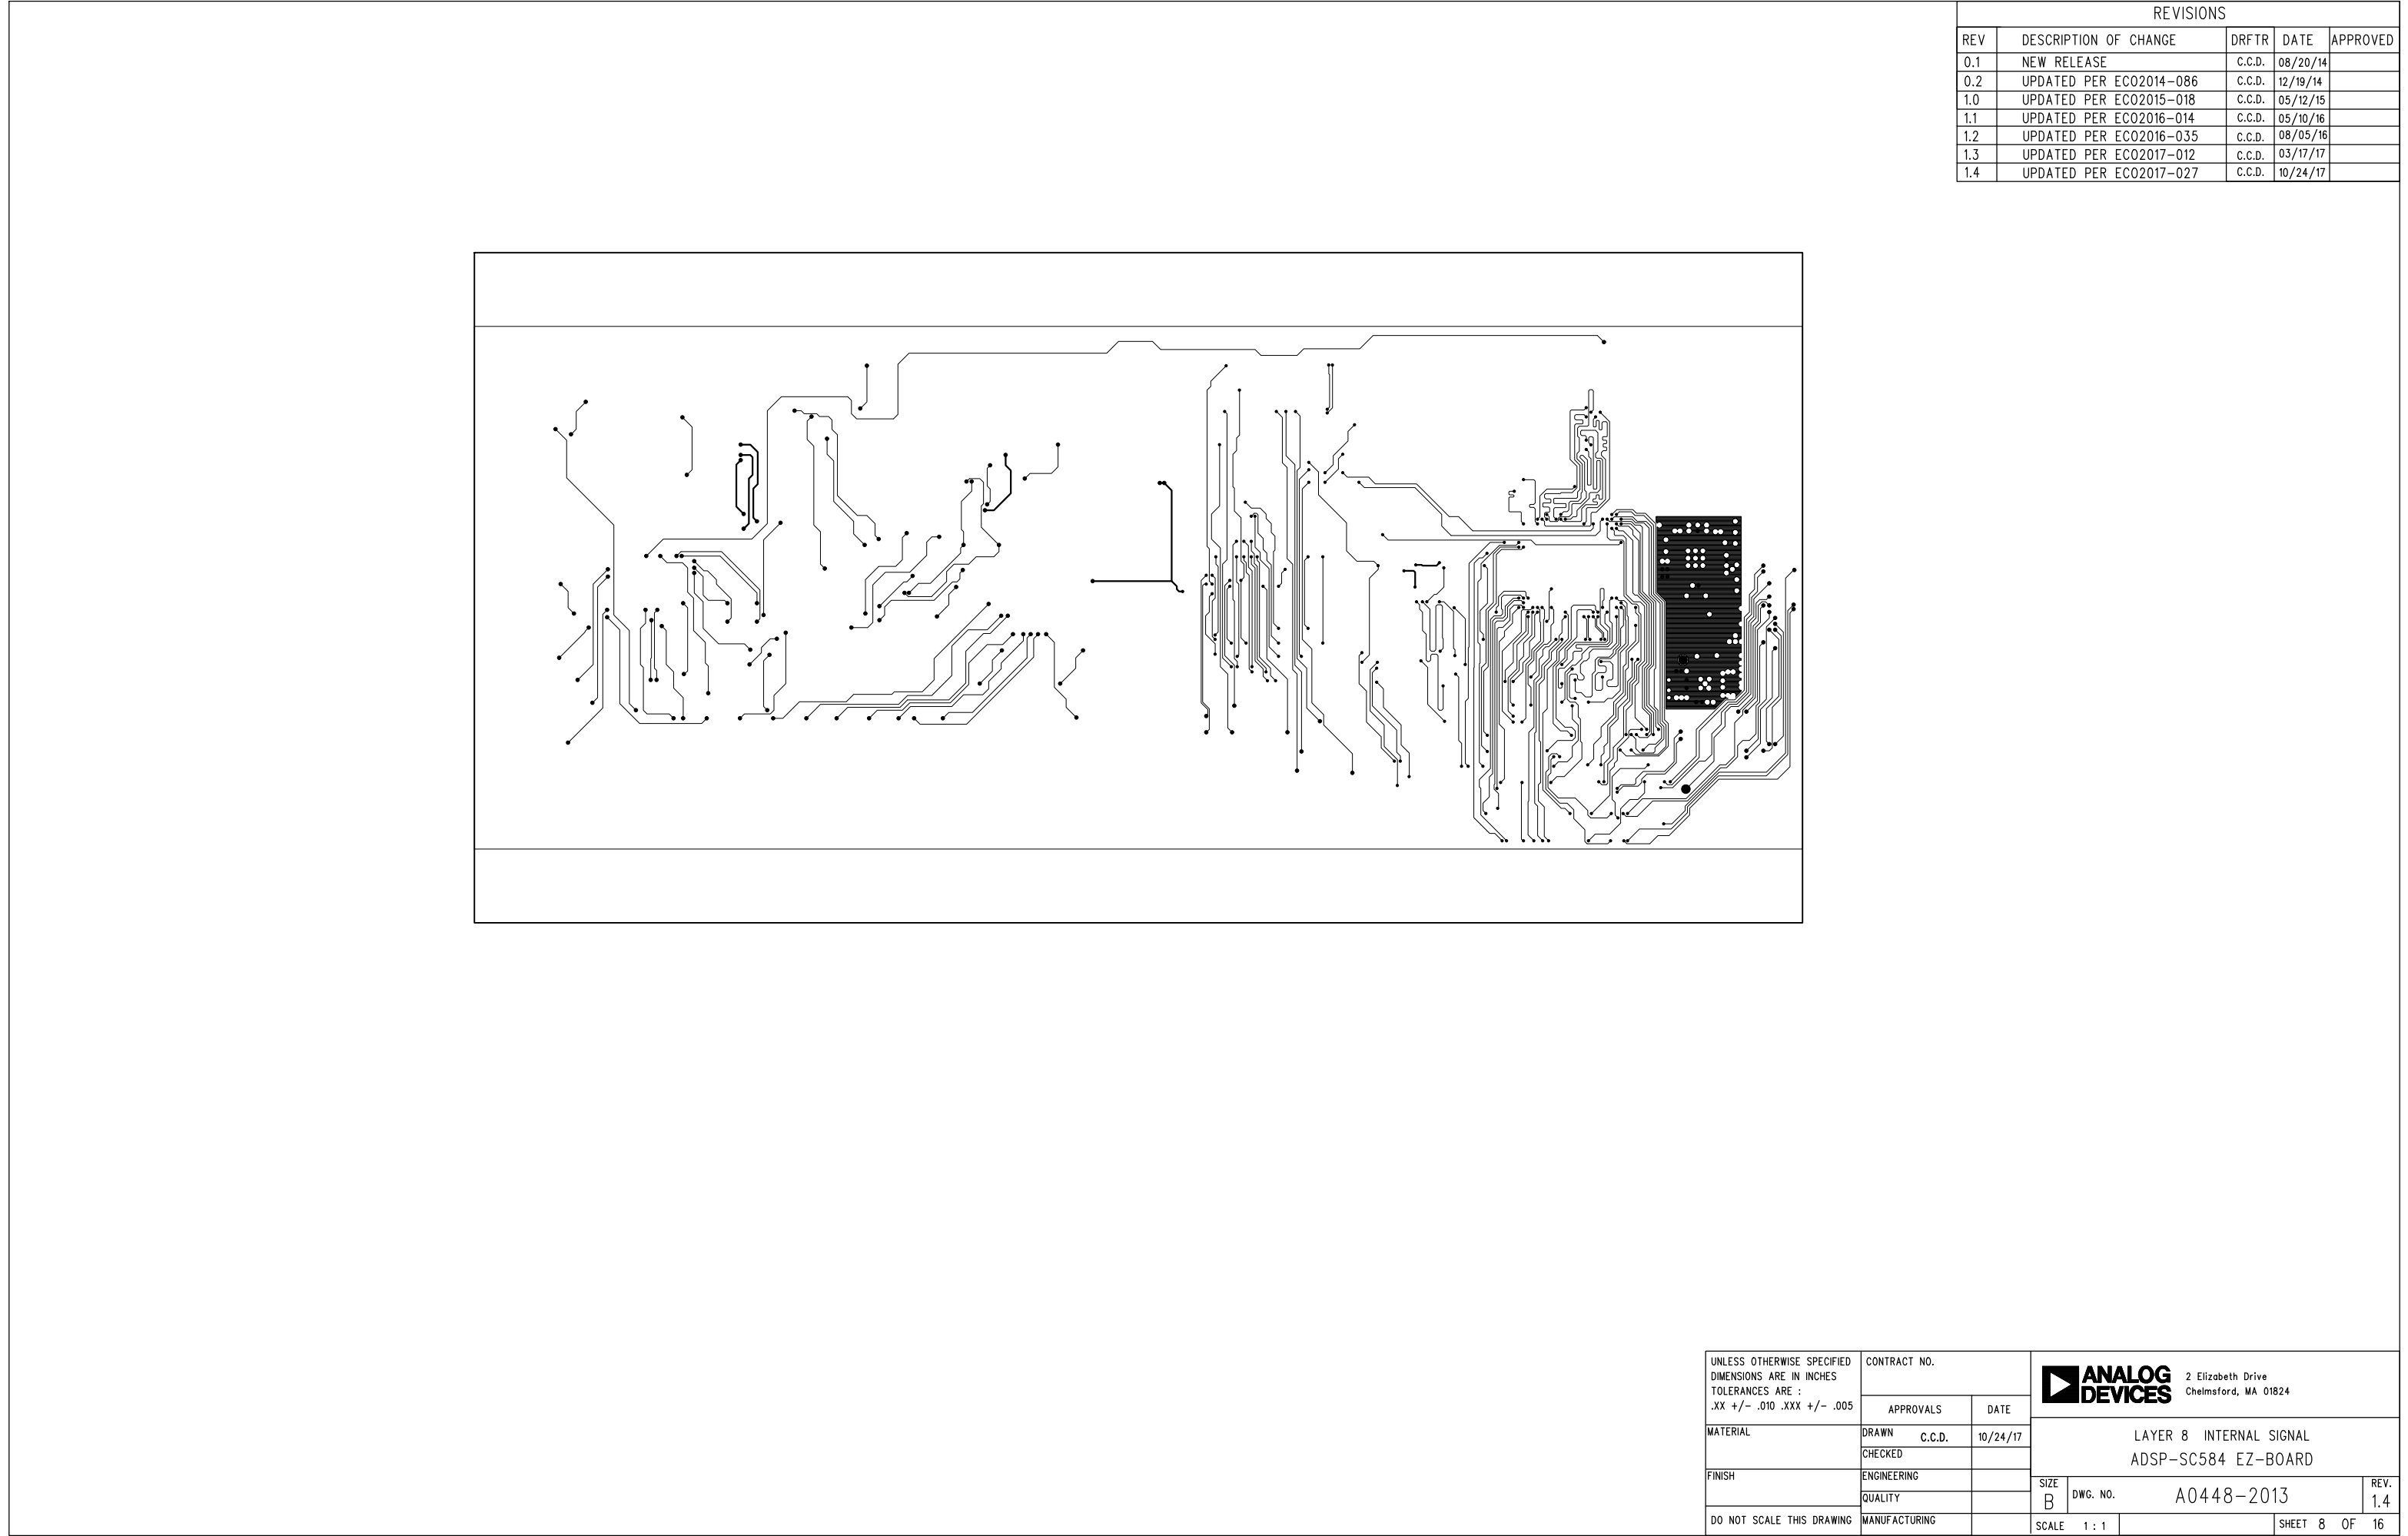 REVISIONS
REV DESCRIPTION OF CHANGE DRFTR DATE APPROVED
0.1 NEW RELEASE C.C.D. 08/20/14
0.2 UPDATED PER ECO2014-086 C.C.D. 12/19/14
1.0 UPDATED PER ECO2015-018 C.C.D. 05/12/15
1.1 UPDATED PER ECO2016-014 C.C.D. 05/10/16
1.2 UPDATED PER ECO2016-035 C.C.D. 08/05/16
1.3 UPDATED PER ECO2017-012 C.C.D. 03/17/17
1.4 UPDATED PER ECO2017-027 C.C.D. 10/24/17
UNLESS OTHERWISE SPECIFIED
DIMENSIONS ARE IN INCHES
TOLERANCES ARE :
.XX +/- .010 .XXX +/- .005
MATERIAL
FINISH
DO NOT SCALE THIS DRAWING
CONTRACT NO.
APPROVALS DATE
DRAWN C.C.D. 10/24/17
CHECKED
ENGINEERING
QUALITY
MANUFACTURING
ANALOG
DEVICES
2 Elizabeth Drive
Chelmsford, MA 01824
LAYER 8 INTERNAL SIGNAL
ADSP-SC584 EZ-BOARD
SIZE
B
DWG. NO. A0448-2013
REV.
1.4
SCALE 1 : 1
SHEET 8 OF 16